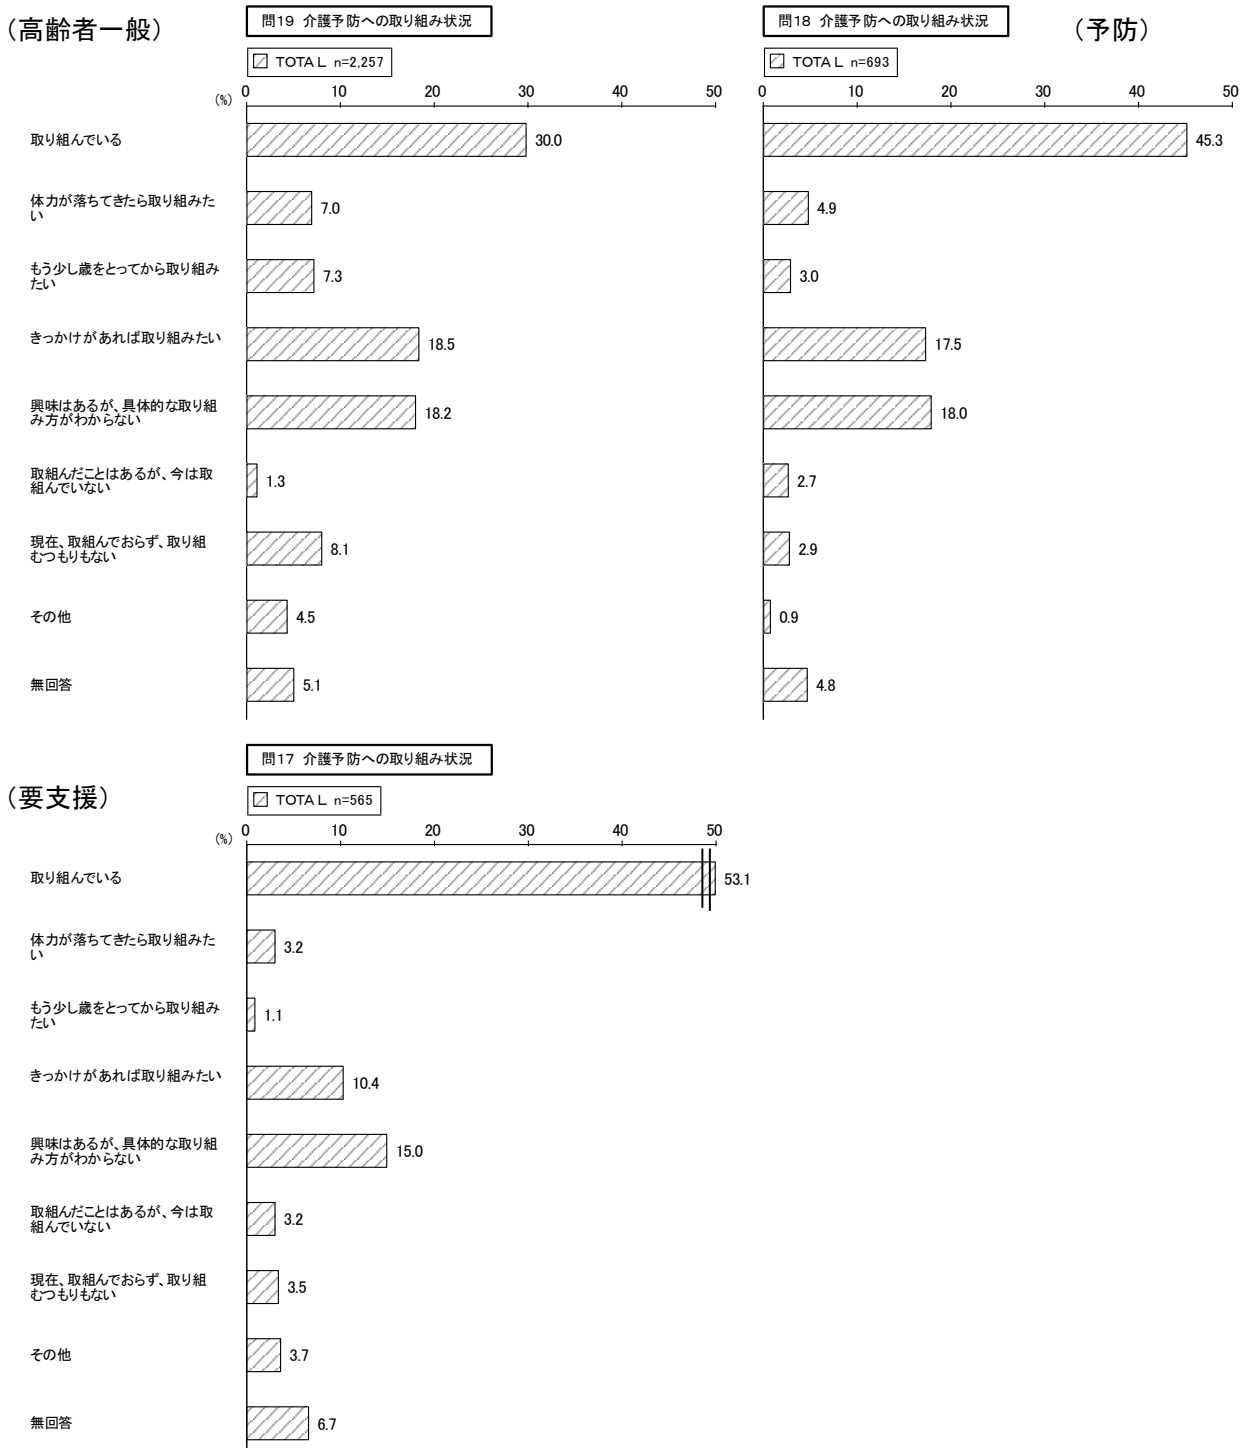 （高齢者一般）
問19 介護予防への取り組み状況
TOTAL n=2,257
(%) 0 10 20 30 40 50
取り組んでいる
30.0
体力が落ちてきたら取り組みた
い
7.0
もう少し歳をとってから取り組み
たい
7.3
きっかけがあれば取り組みたい
18.5
興味はあるが、具体的な取り組
み方がわからない
18.2
取組んだことはあるが、今は取
組んでいない
1.3
現在、取組んでおらず、取り組
むつもりもない
8.1
その他
4.5
無回答
5.1
問18 介護予防への取り組み状況
（予防）
TOTAL n=693
0 10 20 30 40 50
45.3
4.9
3.0
17.5
18.0
2.7
2.9
0.9
4.8
（要支援）
問17 介護予防への取り組み状況
TOTAL n=565
(%) 0 10 20 30 40 50
取り組んでいる
53.1
体力が落ちてきたら取り組みた
い
3.2
もう少し歳をとってから取り組み
たい
1.1
きっかけがあれば取り組みたい
10.4
興味はあるが、具体的な取り組
み方がわからない
15.0
取組んだことはあるが、今は取
組んでいない
3.2
現在、取組んでおらず、取り組
むつもりもない
3.5
その他
3.7
無回答
6.7